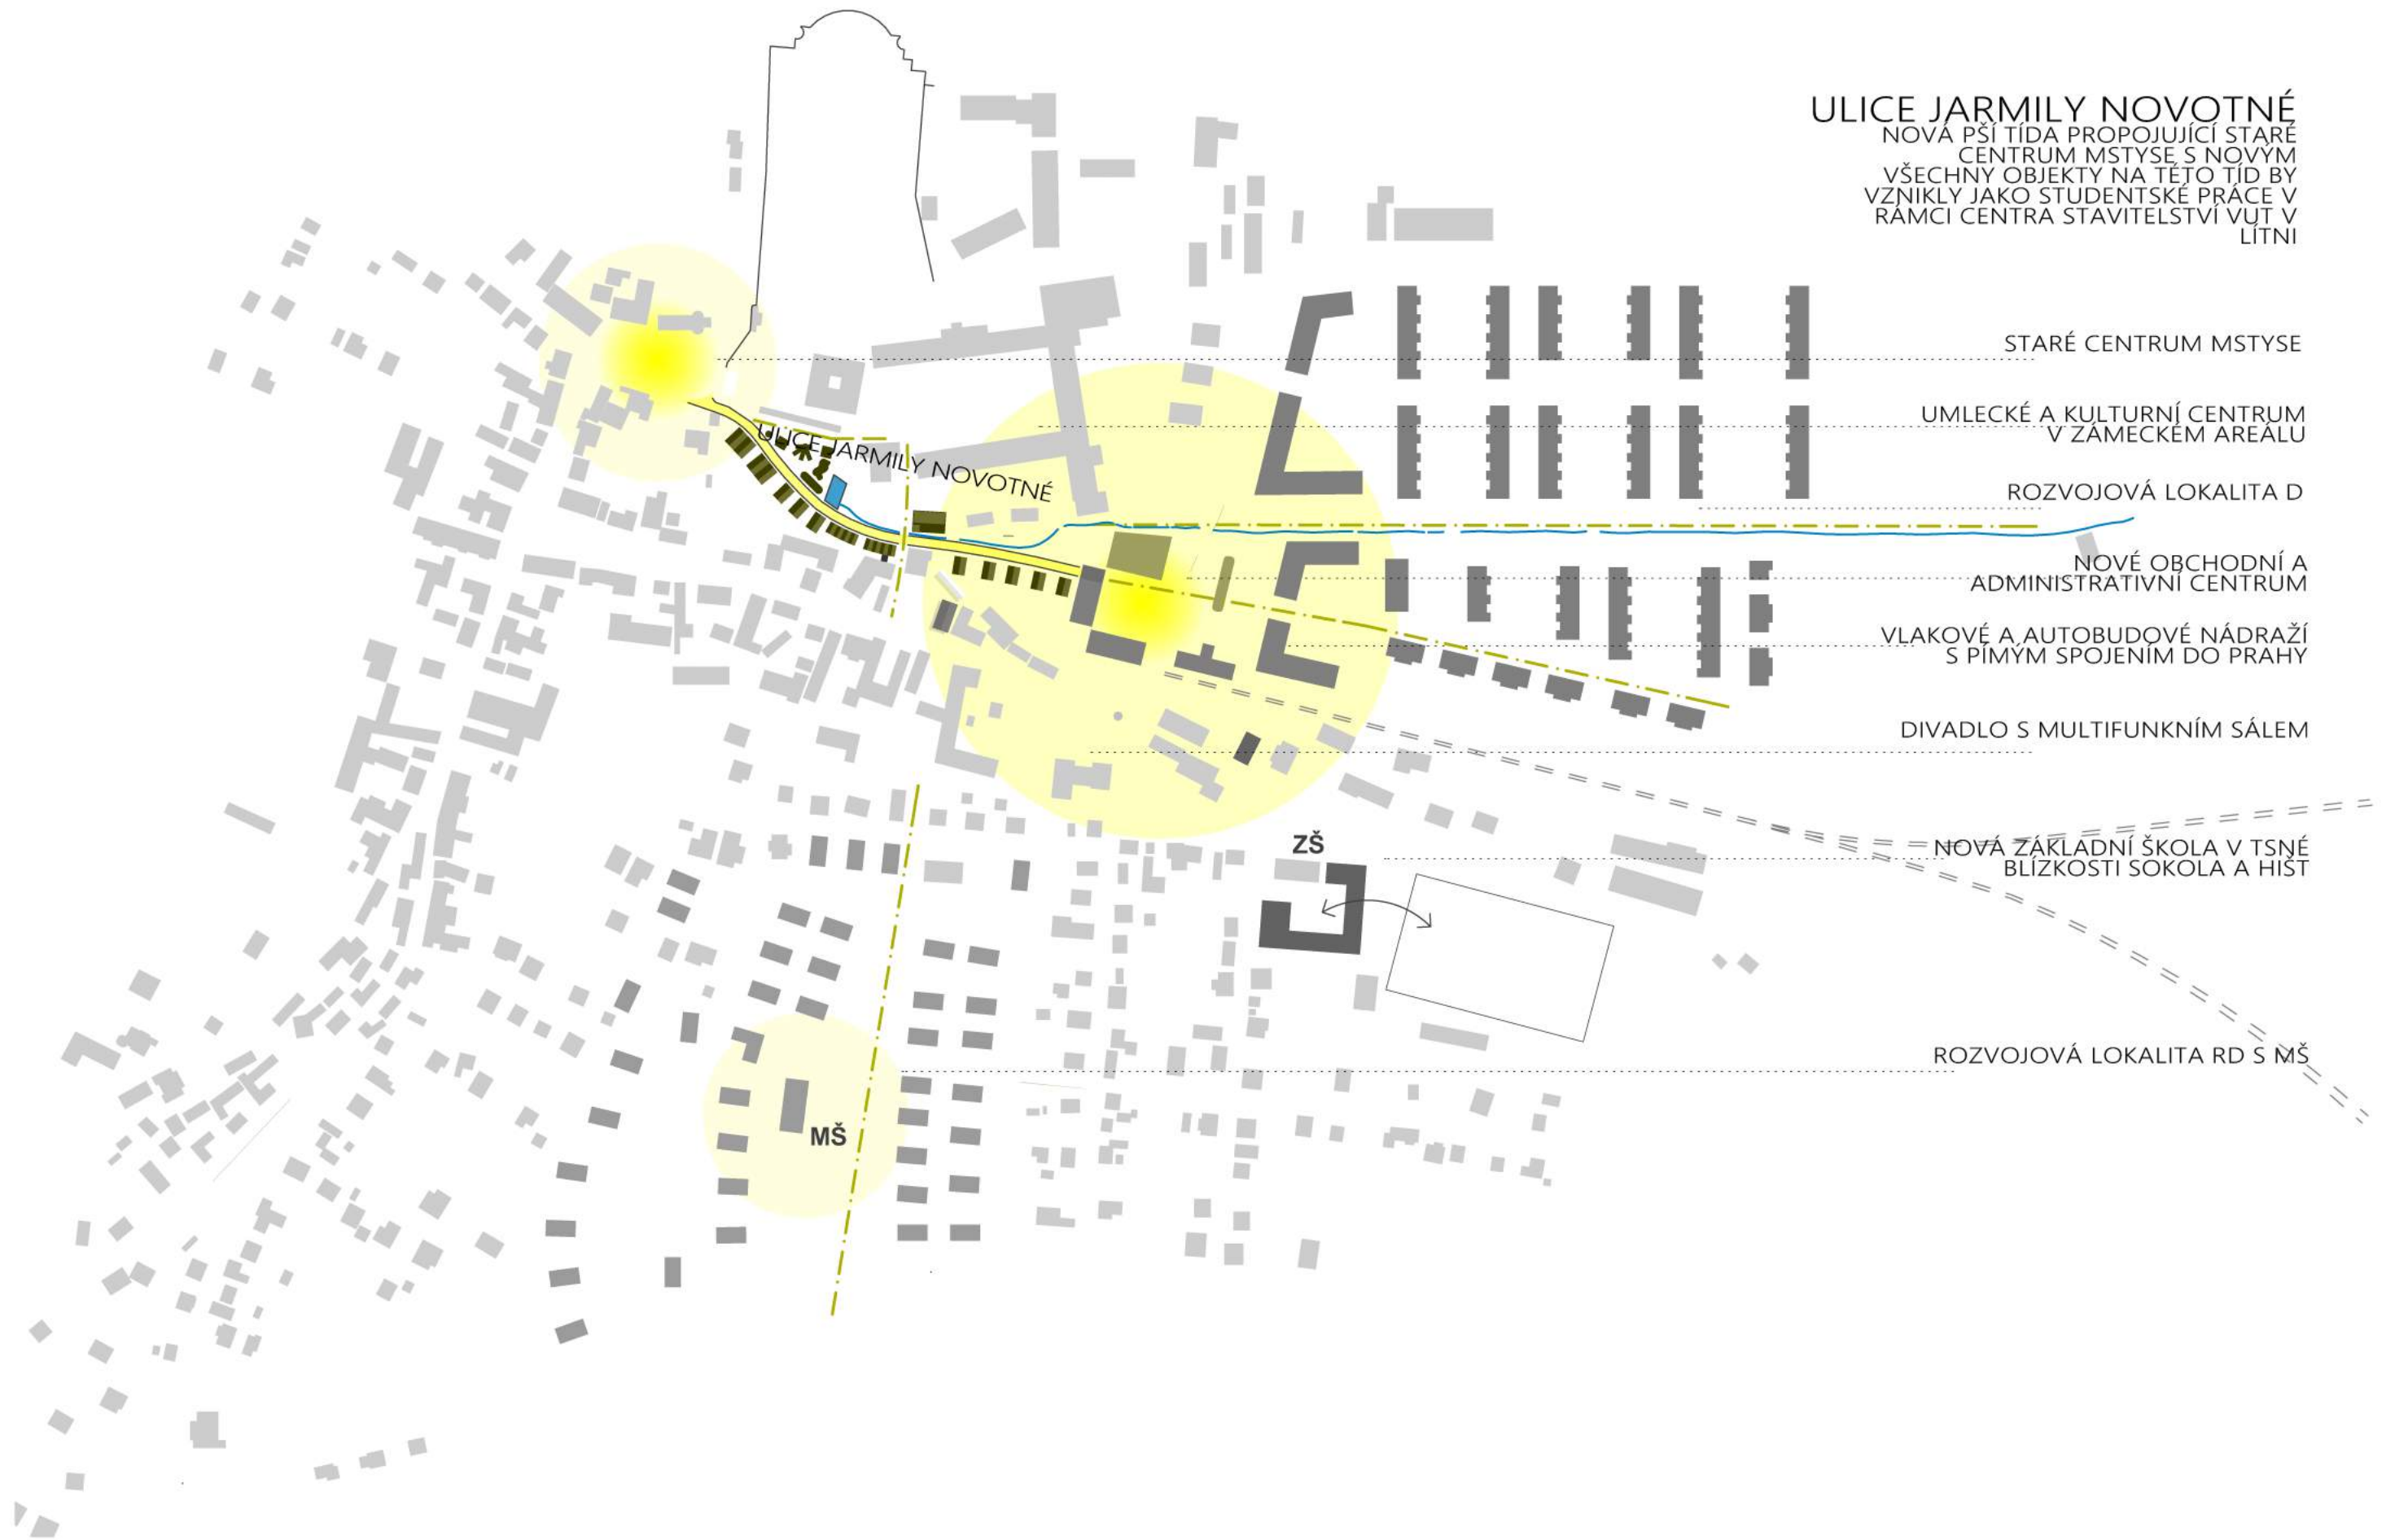 ULICE JARMILY NOVOTNÉ
NOVÁ PŠÍ TÍDA PROPOJUJÍCÍ STARÉ
CENTRUM MSTYSE S NOVÝM
VŠECHNY OBJEKTY NA TÉTO TÍD BY
VZNIKLY JAKO STUDENTSKÉ PRÁCE V
RÁMCI CENTRA STAVITELSTVÍ VUT V
LÍTNI
STARÉ CENTRUM MSTYSE
UMLECKÉ A KULTURNÍ CENTRUM
V ZÁMECKÉM AREÁLU
ULICE JARMILY NOVOTNÉ
ROZVOJOVÁ LOKALITA D
NOVÉ OBCHODNÍ A
ADMINISTRATIVNÍ CENTRUM
VLAKOVÉ A AUTOBUDOVÉ NÁDRAŽÍ
S PÍMÝM SPOJENÍM DO PRAHY
DIVADLO S MULTIFUNKNÍM SÁLEM
ZŠ
NOVÁ ZÁKLADNÍ ŠKOLA V TSNÉ
BLÍZKOSTI SOKOLA A HIŠT
ROZVOJOVÁ LOKALITA RD S MŠ
MŠ